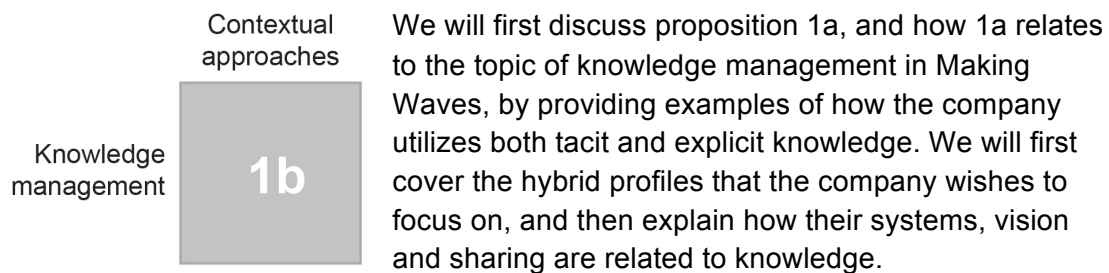 Contextual
approaches
Knowledge
management
1b
We will first discuss proposition 1a, and how 1a relates
to the topic of knowledge management in Making
Waves, by providing examples of how the company
utilizes both tacit and explicit knowledge. We will first
cover the hybrid profiles that the company wishes to
focus on, and then explain how their systems, vision
and sharing are related to knowledge.